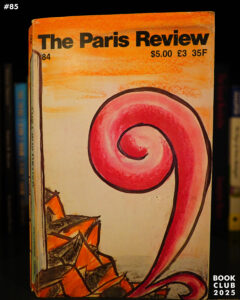 #85
The Paris Review
84
$5.00 £3 35F
BOOK
CLUB
2025